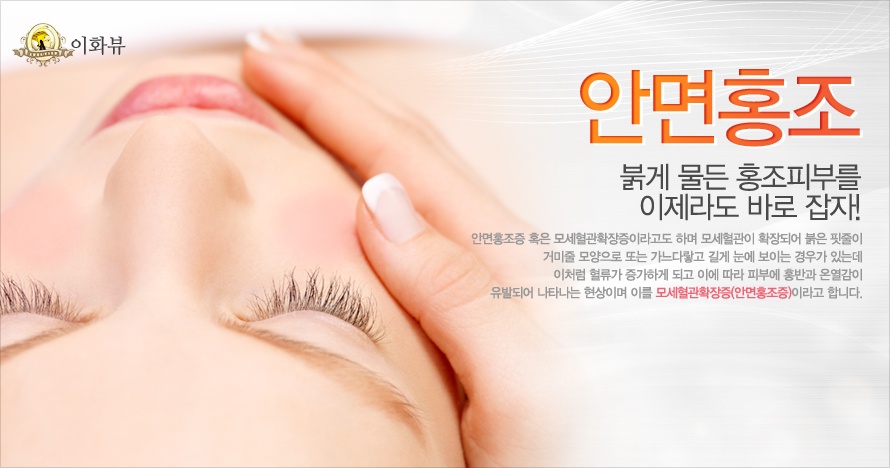 이화뷰
안면홍조
붉게 물든 홍조피부를
이제라도 바로 잡자!
안면홍조증 혹은 모세혈관확장증이라고도 하며 모세혈관이 확장되어 붉은 핏줄이
거미줄 모양으로 또는 가느다랗고 길게 눈에 보이는 경우가 있는데
이처럼 혈류가 증가하게 되고 이에 따라 피부에 홍반과 온열감이
유발되어 나타나는 현상이며 이를 모세혈관확장증(안면홍조증)이라고 합니다.